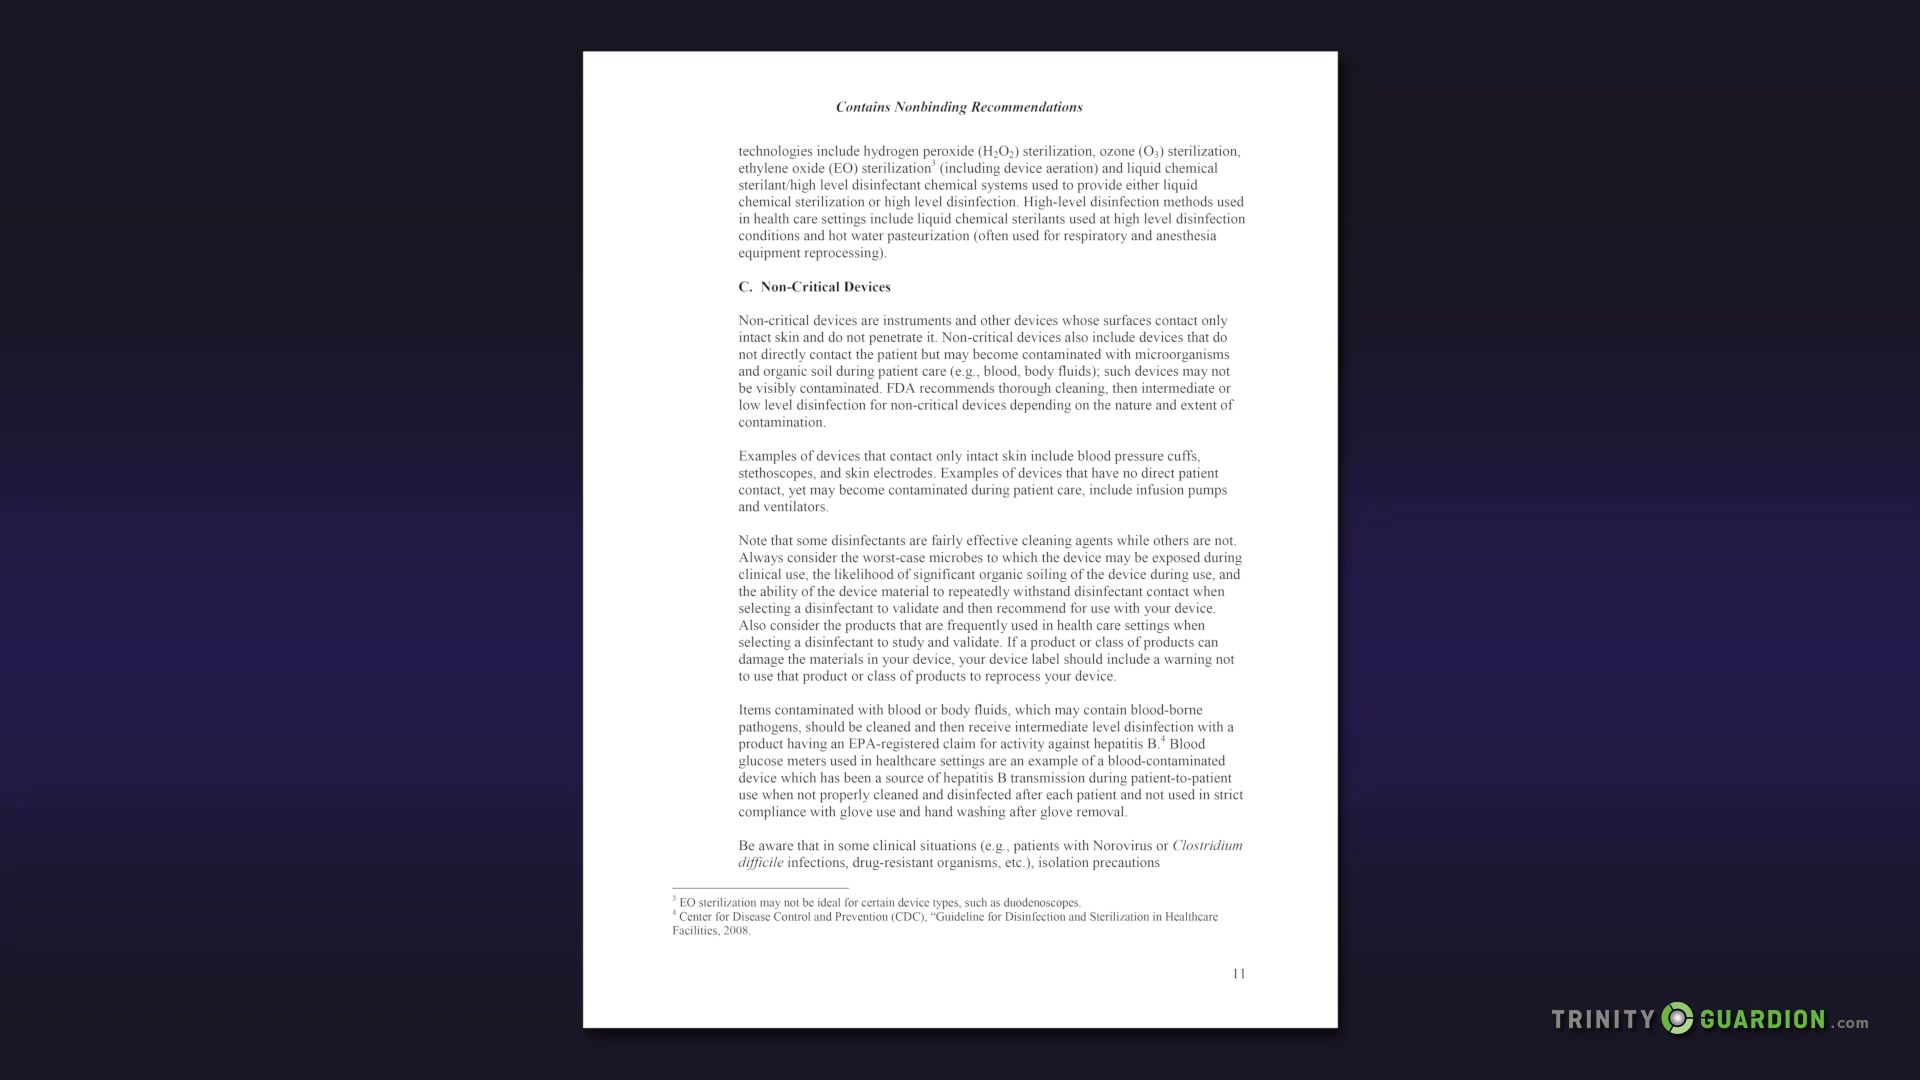 Contains Nonbinding Recommendations
technologies include hydrogen peroxide (H₂O₂) sterilization, ozone (O₃) sterilization,
ethylene oxide (EO) sterilization³ (including device aeration) and liquid chemical
sterilant/high level disinfectant chemical systems used to provide either liquid
chemical sterilization or high level disinfection. High-level disinfection methods used
in health care settings include liquid chemical sterilants used at high level disinfection
conditions and hot water pasteurization (often used for respiratory and anesthesia
equipment reprocessing).
C. Non-Critical Devices
Non-critical devices are instruments and other devices whose surfaces contact only
intact skin and do not penetrate it. Non-critical devices also include devices that do
not directly contact the patient but may become contaminated with microorganisms
and organic soil during patient care (e.g., blood, body fluids); such devices may not
be visibly contaminated. FDA recommends thorough cleaning, then intermediate or
low level disinfection for non-critical devices depending on the nature and extent of
contamination.
Examples of devices that contact only intact skin include blood pressure cuffs,
stethoscopes, and skin electrodes. Examples of devices that have no direct patient
contact, yet may become contaminated during patient care, include infusion pumps
and ventilators.
Note that some disinfectants are fairly effective cleaning agents while others are not.
Always consider the worst-case microbes to which the device may be exposed during
clinical use, the likelihood of significant organic soiling of the device during use, and
the ability of the device material to repeatedly withstand disinfectant contact when
selecting a disinfectant to validate and then recommend for use with your device.
Also consider the products that are frequently used in health care settings when
selecting a disinfectant to study and validate. If a product or class of products can
damage the materials in your device, your device label should include a warning not
to use that product or class of products to reprocess your device.
Items contaminated with blood or body fluids, which may contain blood-borne
pathogens, should be cleaned and then receive intermediate level disinfection with a
product having an EPA-registered claim for activity against hepatitis B.⁴ Blood
glucose meters used in healthcare settings are an example of a blood-contaminated
device which has been a source of hepatitis B transmission during patient-to-patient
use when not properly cleaned and disinfected after each patient and not used in strict
compliance with glove use and hand washing after glove removal.
Be aware that in some clinical situations (e.g., patients with Norovirus or Clostridium
difficile infections, drug-resistant organisms, etc.), isolation precautions
³ EO sterilization may not be ideal for certain device types, such as duodenoscopes.
⁴ Center for Disease Control and Prevention (CDC), “Guideline for Disinfection and Sterilization in Healthcare
Facilities, 2008.
11
TRINITY GUARDION.com